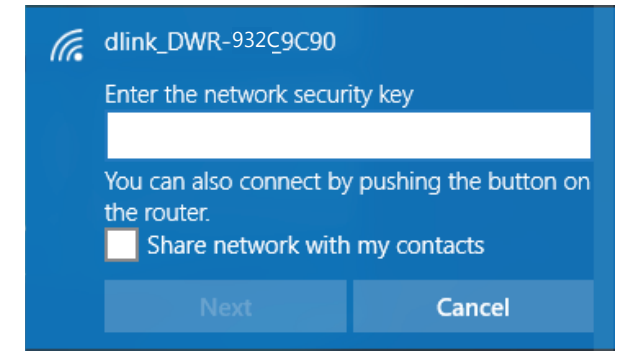 dlink_DWR-932C_9C90
Enter the network security key
You can also connect by pushing the button on
the router.
Share network with my contacts
Next
Cancel